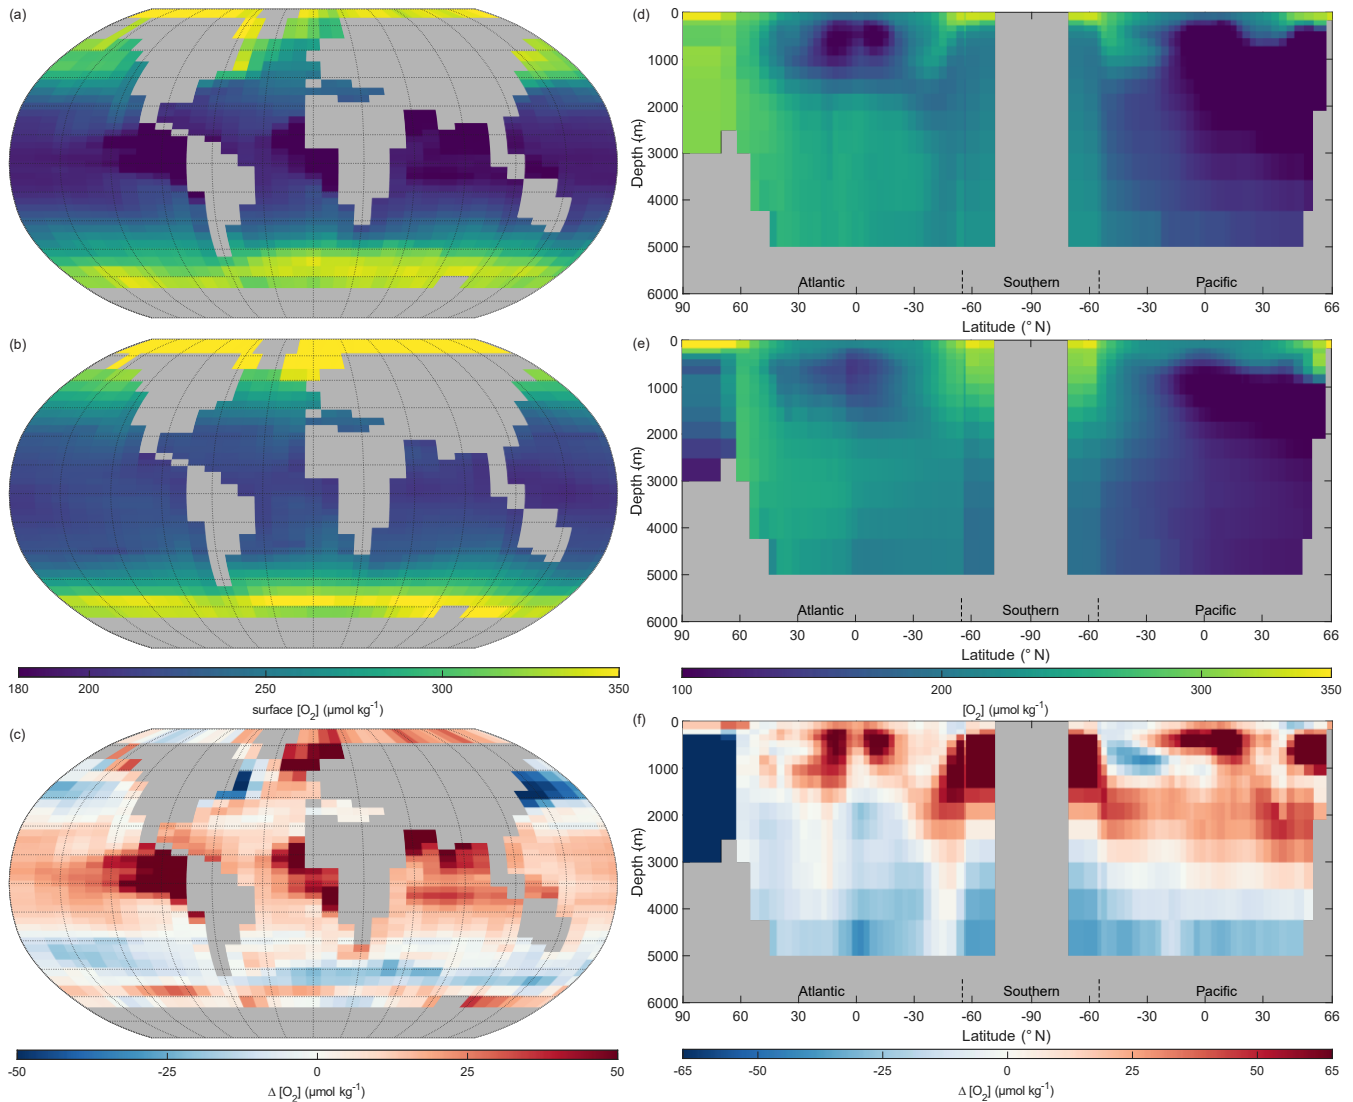 (a)
(b)
180 200 250 300 350
surface [O2] (μmol kg-1)
(c)
-50 -25 0 25 50
Δ [O2] (μmol kg-1)
(d)
0
1000
2000
3000
4000
5000
6000
Depth (m)
Atlantic Southern Pacific
90 60 30 0 -30 -60 -90 -60 -30 0 30 66
Latitude (° N)
(e)
0
1000
2000
3000
4000
5000
6000
Depth (m)
Atlantic Southern Pacific
90 60 30 0 -30 -60 -90 -60 -30 0 30 66
Latitude (° N)
100 200 350
[O2] (μmol kg-1)
(f)
0
1000
2000
3000
4000
5000
6000
Depth (m)
Atlantic Southern Pacific
90 60 30 0 -30 -60 -90 -60 -30 0 30 66
Latitude (° N)
-65 -50 -25 0 25 50 65
Δ [O2] (μmol kg-1)